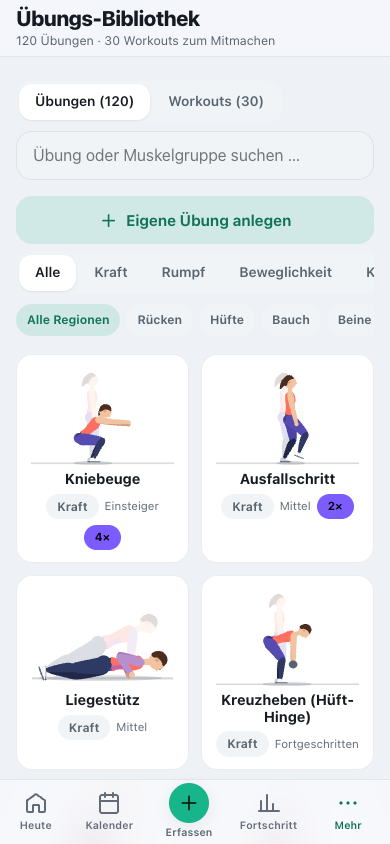 Übungs-Bibliothek
120 Übungen · 30 Workouts zum Mitmachen
Übungen (120)
Workouts (30)
Übung oder Muskelgruppe suchen ...
+ Eigene Übung anlegen
Alle
Kraft
Rumpf
Beweglichkeit
K
Alle Regionen
Rücken
Hüfte
Bauch
Beine
Kniebeuge
Kraft
Einsteiger
4×
Ausfallschritt
Kraft
Mittel
2×
Liegestütz
Kraft
Mittel
Kreuzheben (Hüft-
Hinge)
Kraft
Fortgeschritten
Heute
Kalender
Erfassen
Fortschritt
Mehr